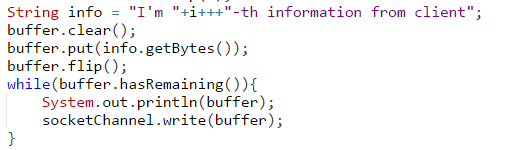 String info = "I'm "+i+++"-th information from client";
buffer.clear();
buffer.put(info.getBytes());
buffer.flip();
while(buffer.hasRemaining()){
    System.out.println(buffer);
    socketChannel.write(buffer);
}